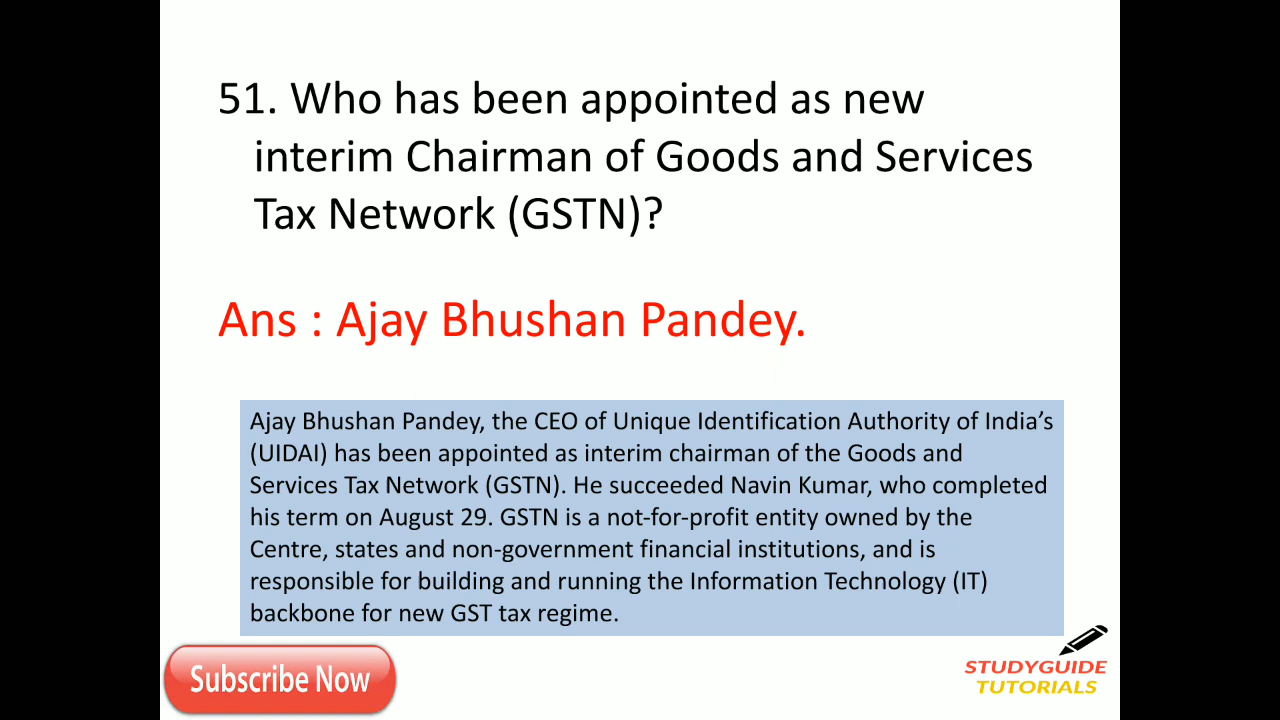 51. Who has been appointed as new
interim Chairman of Goods and Services
Tax Network (GSTN)?
Ans : Ajay Bhushan Pandey.
Ajay Bhushan Pandey, the CEO of Unique Identification Authority of India’s
(UIDAI) has been appointed as interim chairman of the Goods and
Services Tax Network (GSTN). He succeeded Navin Kumar, who completed
his term on August 29. GSTN is a not-for-profit entity owned by the
Centre, states and non-government financial institutions, and is
responsible for building and running the Information Technology (IT)
backbone for new GST tax regime.
Subscribe Now
STUDYGUIDE
TUTORIALS